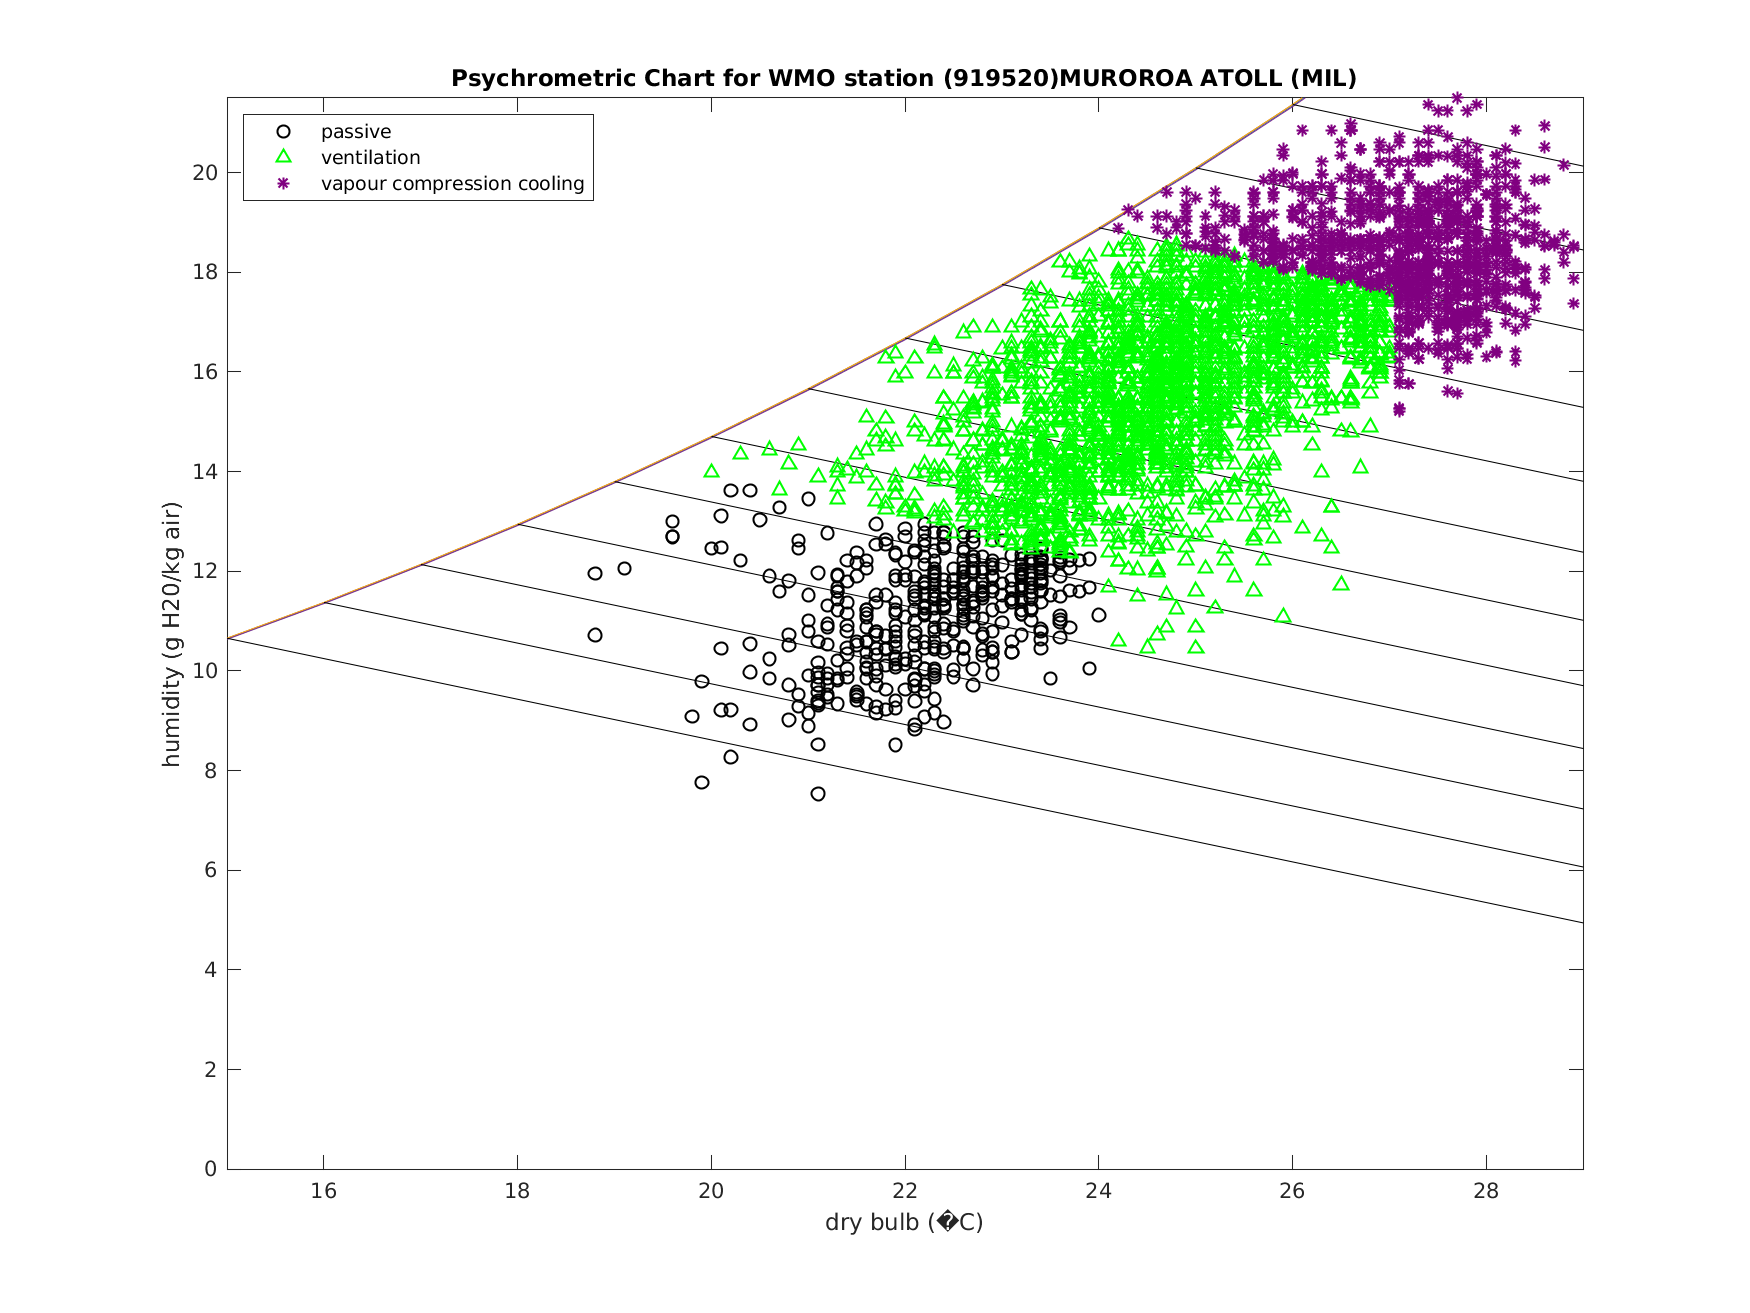 Psychrometric Chart for WMO station (919520)MUROROA ATOLL (MIL)
passive
ventilation
vapour compression cooling
humidity (g H20/kg air)
20
18
16
14
12
10
8
6
4
2
0
16 18 20 22 24 26 28
dry bulb (�C)